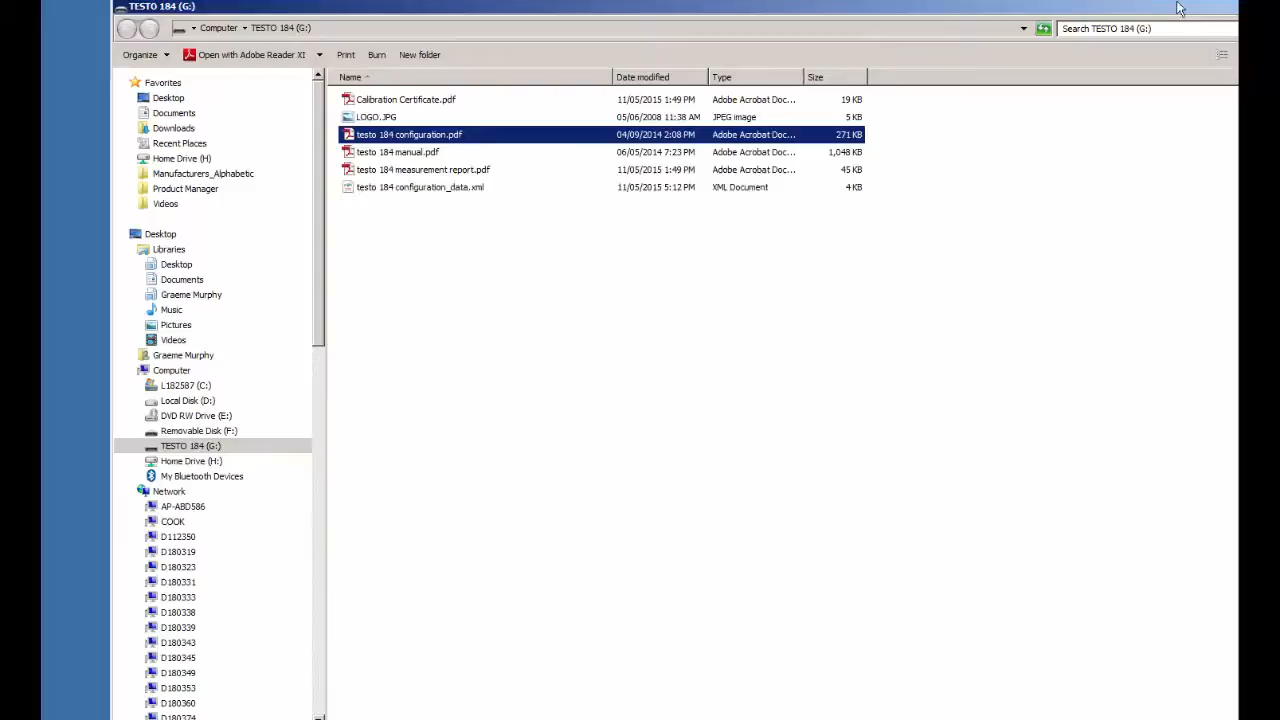 TESTO 184 (G:)
Computer TESTO 184 (G:) Search TESTO 184 (G:)
Organize Open with Adobe Reader XI Print Burn New folder
Name Date modified Type Size
Calibration Certificate.pdf 11/05/2015 1:49 PM Adobe Acrobat Doc... 19 KB
LOGO.JPG 05/06/2008 11:38 AM JPEG image 5 KB
testo 184 configuration.pdf 04/09/2014 2:08 PM Adobe Acrobat Doc... 271 KB
testo 184 manual.pdf 06/05/2014 7:23 PM Adobe Acrobat Doc... 1,048 KB
testo 184 measurement report.pdf 11/05/2015 1:49 PM Adobe Acrobat Doc... 45 KB
testo 184 configuration_data.xml 11/05/2015 5:12 PM XML Document 4 KB
Favorites
Desktop
Documents
Downloads
Recent Places
Home Drive (H)
Manufacturers_Alphabetic
Product Manager
Videos
Desktop
Libraries
Desktop
Documents
Graeme Murphy
Music
Pictures
Videos
Graeme Murphy
Computer
L182587 (C:)
Local Disk (D:)
DVD RW Drive (E:)
Removable Disk (F:)
TESTO 184 (G:)
Home Drive (H:)
My Bluetooth Devices
Network
AP-ABD586
COOK
D112350
D180319
D180323
D180331
D180333
D180338
D180339
D180343
D180345
D180349
D180353
D180360
D180374